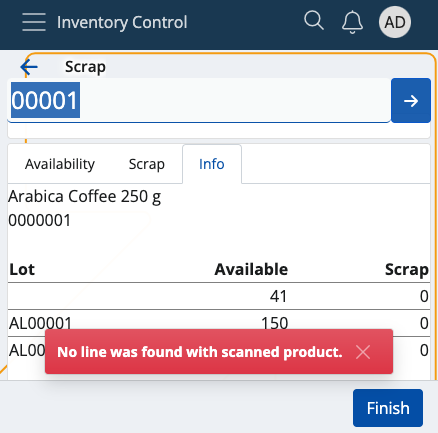 Inventory Control
AD
Scrap
00001
Availability Scrap Info
Arabica Coffee 250 g
0000001
Lot Available Scrap
41 0
AL00001 150 0
AL00 0
No line was found with scanned product.
Finish